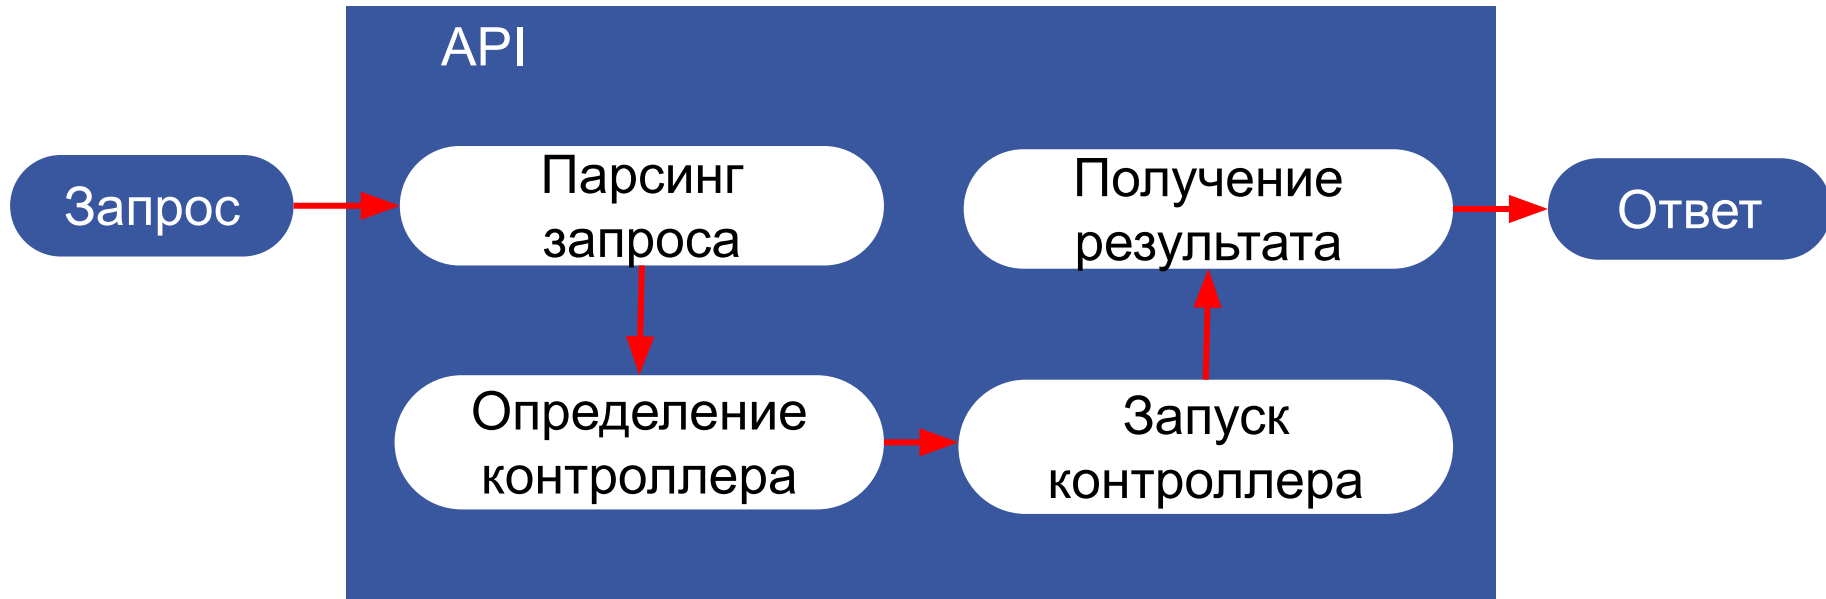 API
Запрос
Парсинг
запроса
Определение
контроллера
Запуск
контроллера
Получение
результата
Ответ